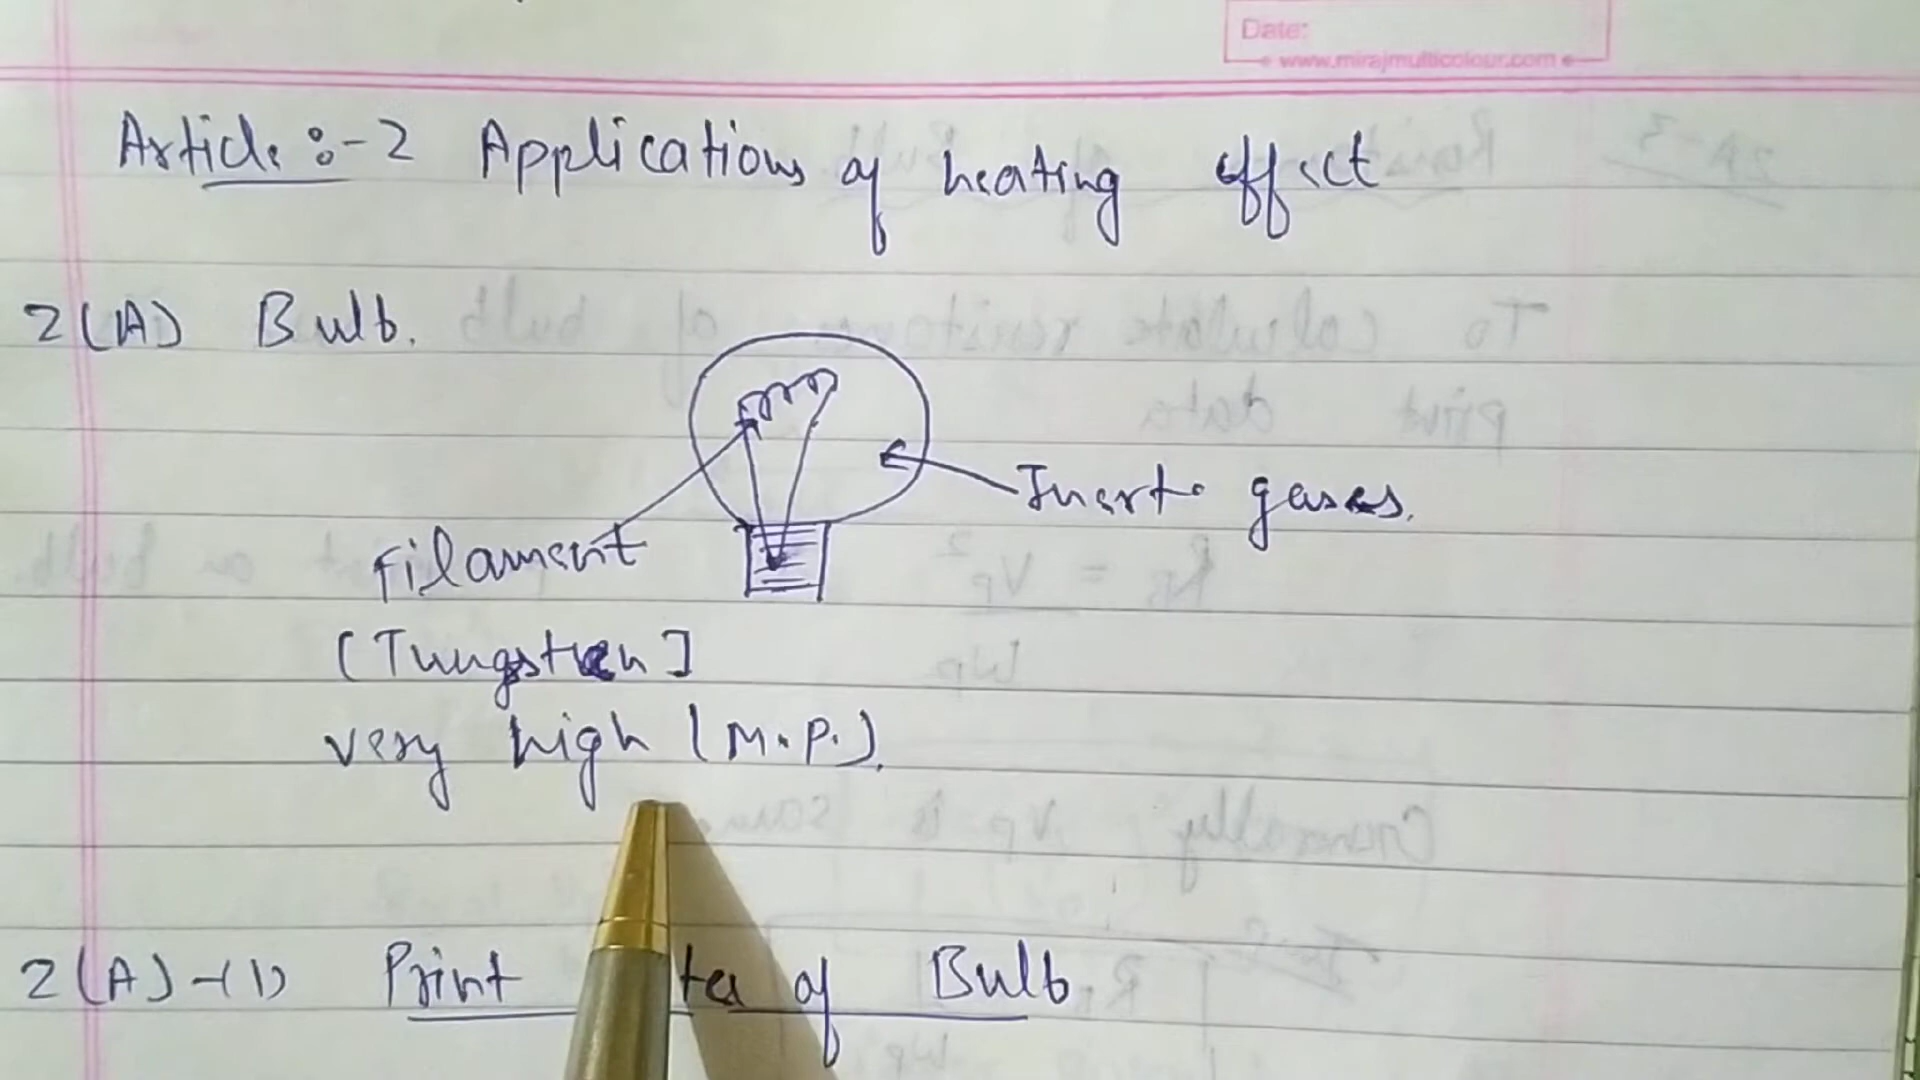 Date:
www.mirajmulticolour.com
Article :- 2 Applications of heating effect
2(A) Bulb.
Inert gases.
Filament
[Tungsten]
very high (M.P.).
2(A)-(1) Print of Bulb